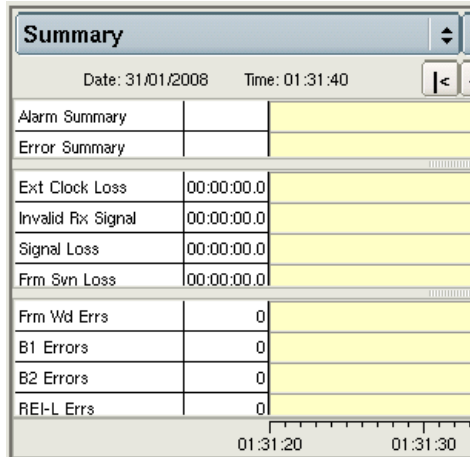 Summary
Date: 31/01/2008 Time: 01:31:40 |<
Alarm Summary
Error Summary
Ext Clock Loss 00:00:00.0
Invalid Rx Signal 00:00:00.0
Signal Loss 00:00:00.0
Frm Syn Loss 00:00:00.0
Frm Wd Errs 0
B1 Errors 0
B2 Errors 0
REI-L Errs 0
01:31:20 01:31:30